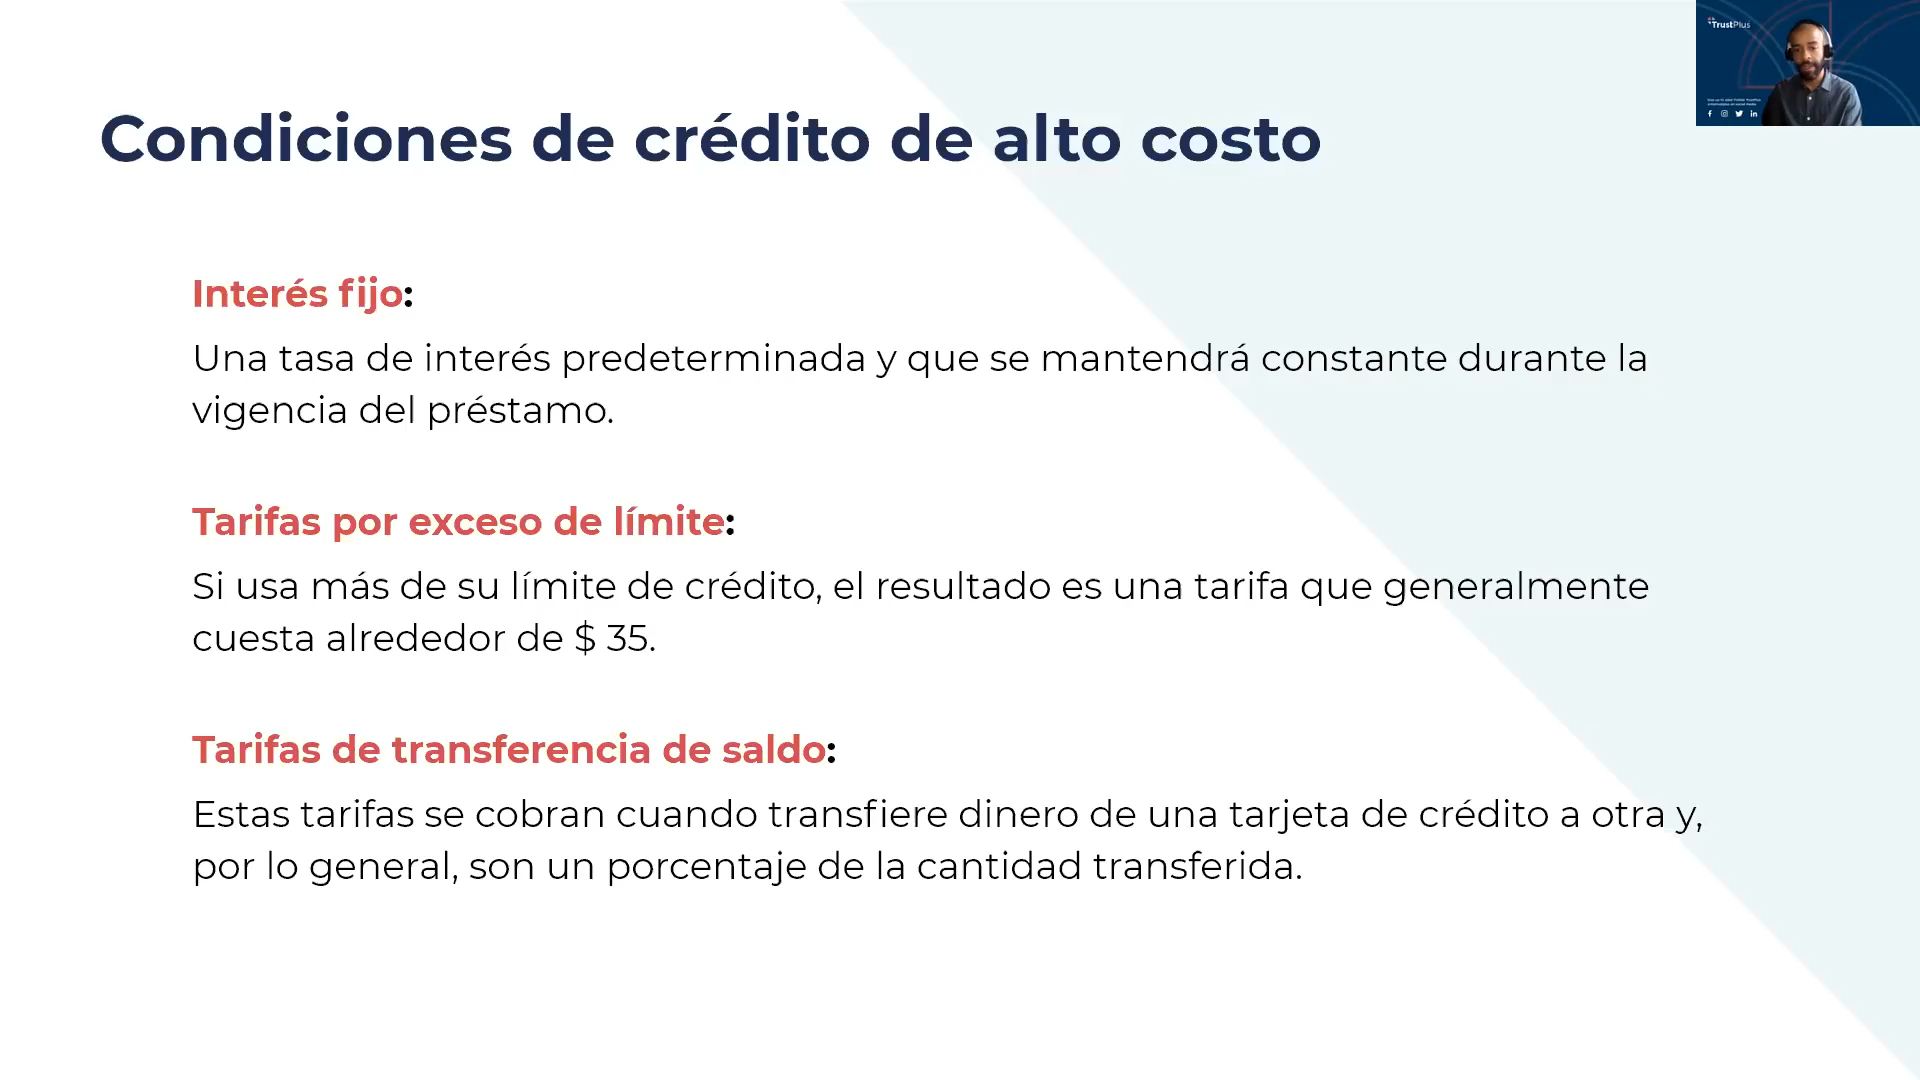 TrustPlus
Condiciones de crédito de alto costo
Interés fijo:
Una tasa de interés predeterminada y que se mantendrá constante durante la
vigencia del préstamo.
Tarifas por exceso de límite:
Si usa más de su límite de crédito, el resultado es una tarifa que generalmente
cuesta alrededor de $ 35.
Tarifas de transferencia de saldo:
Estas tarifas se cobran cuando transfiere dinero de una tarjeta de crédito a otra y,
por lo general, son un porcentaje de la cantidad transferida.